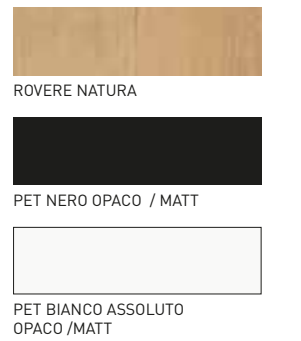 ROVERE NATURA
PET NERO OPACO / MATT
PET BIANCO ASSOLUTO
OPACO /MATT